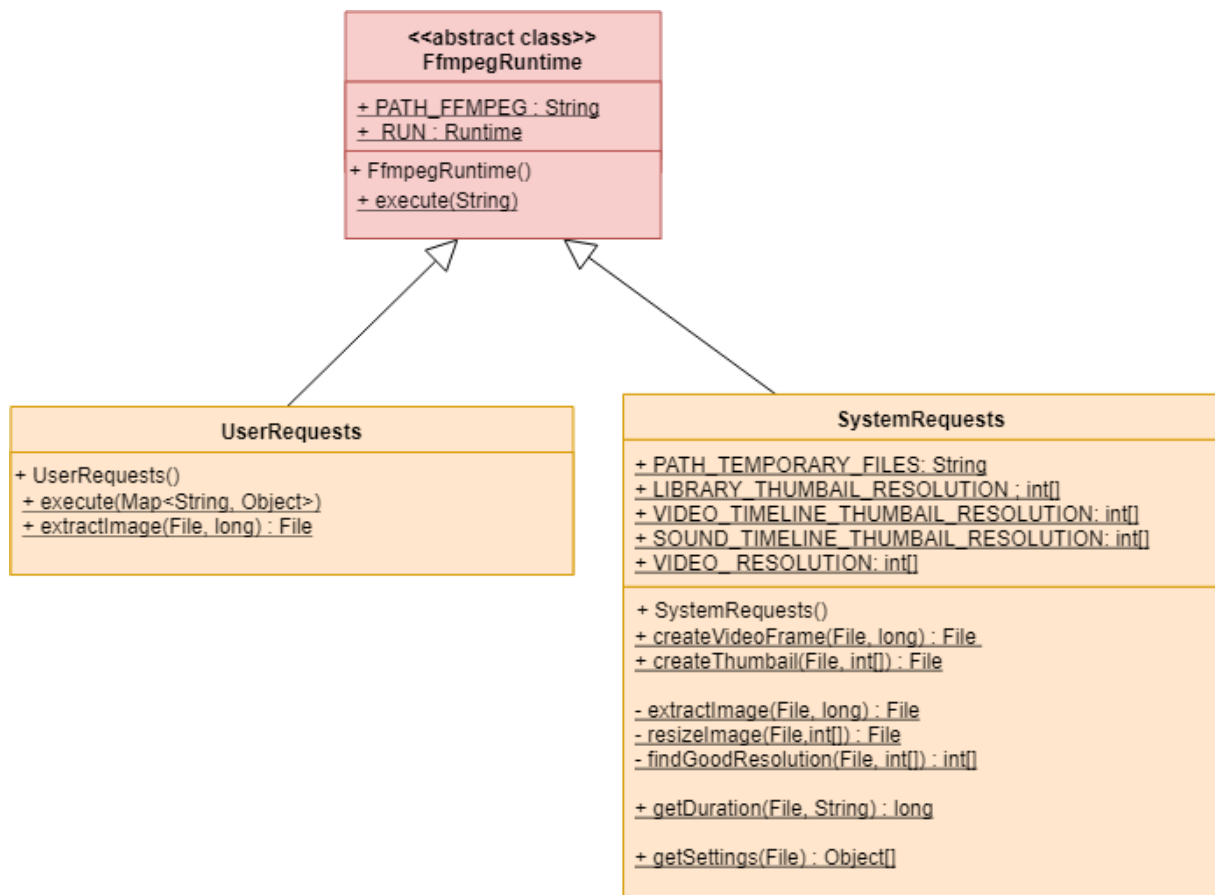 <<abstract class>>
FfmpegRuntime
+ PATH_FFMPEG : String
+ RUN : Runtime
+ FfmpegRuntime()
+ execute(String)
UserRequests
+ UserRequests()
+ execute(Map<String, Object>)
+ extractImage(File, long) : File
SystemRequests
+ PATH_TEMPORARY_FILES: String
+ LIBRARY_THUMBAIL_RESOLUTION ; int[]
+ VIDEO_TIMELINE_THUMBAIL_RESOLUTION: int[]
+ SOUND_TIMELINE_THUMBAIL_RESOLUTION: int[]
+ VIDEO_ RESOLUTION: int[]
+ SystemRequests()
+ createVideoFrame(File, long) : File
+ createThumbail(File, int[]) : File
- extractImage(File, long) : File
- resizeImage(File,int[]) : File
- findGoodResolution(File, int[]) : int[]
+ getDuration(File, String) : long
+ getSettings(File) : Object[]